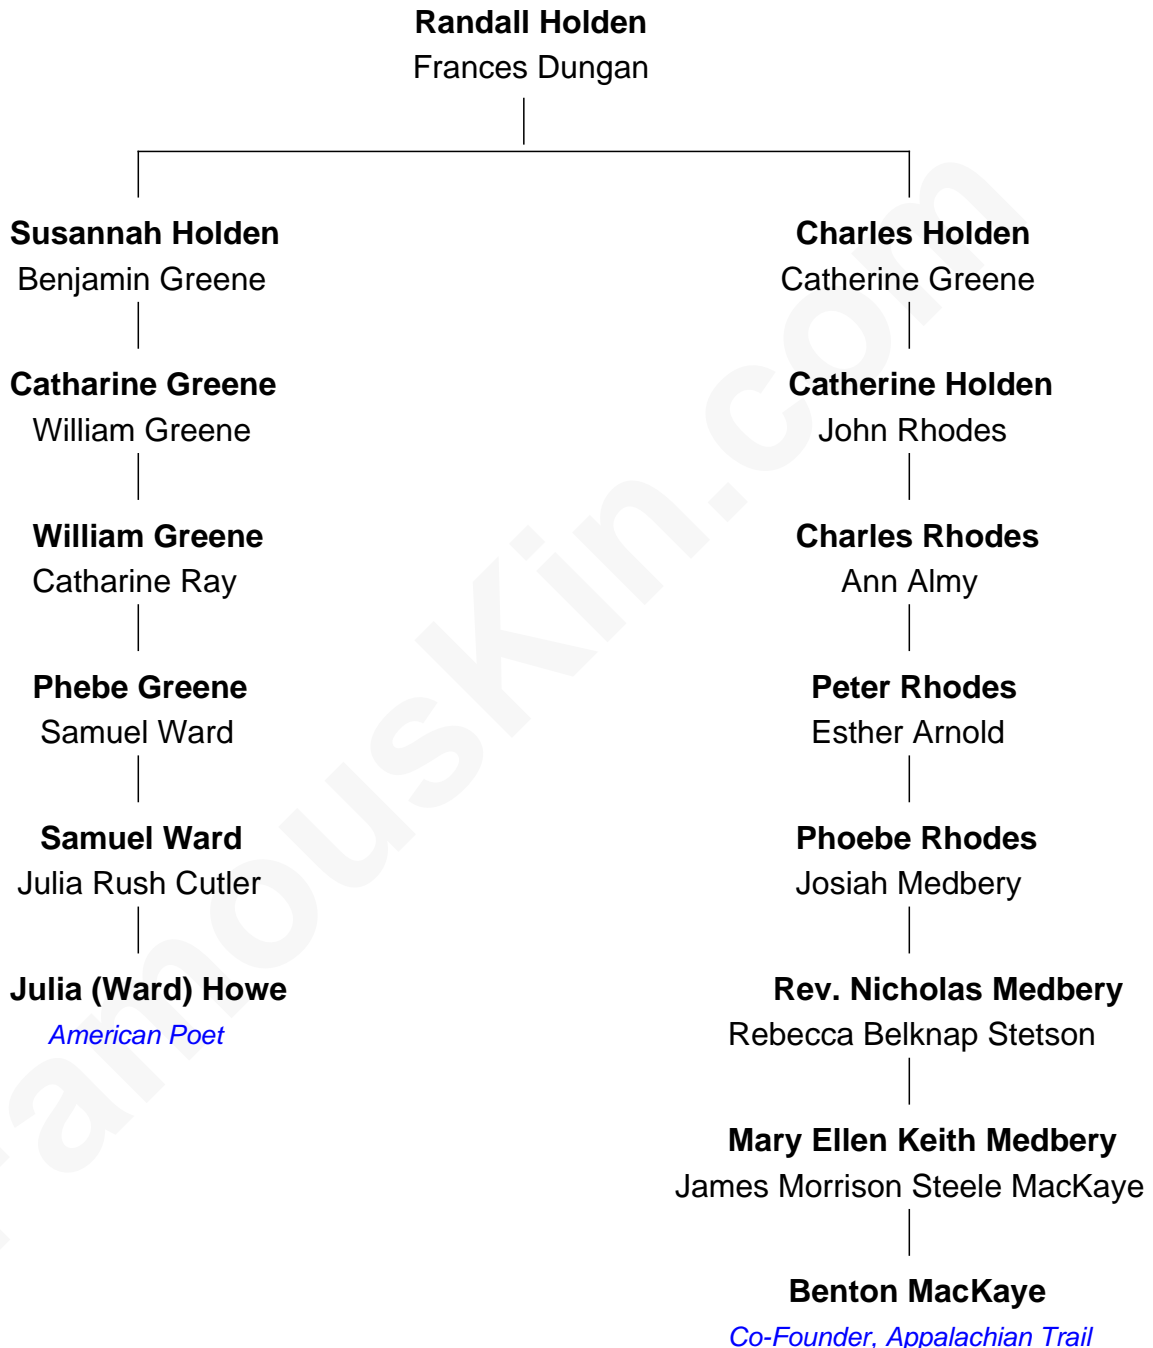 Randall Holden
Frances Dungan
Susannah Holden
Benjamin Greene
Charles Holden
Catherine Greene
Catharine Greene
William Greene
Catherine Holden
John Rhodes
William Greene
Catharine Ray
Charles Rhodes
Ann Almy
Phebe Greene
Samuel Ward
Peter Rhodes
Esther Arnold
Samuel Ward
Julia Rush Cutler
Phoebe Rhodes
Josiah Medbery
Julia (Ward) Howe
American Poet
Rev. Nicholas Medbery
Rebecca Belknap Stetson
Mary Ellen Keith Medbery
James Morrison Steele MacKaye
Benton MacKaye
Co-Founder, Appalachian Trail
FamousKin.com